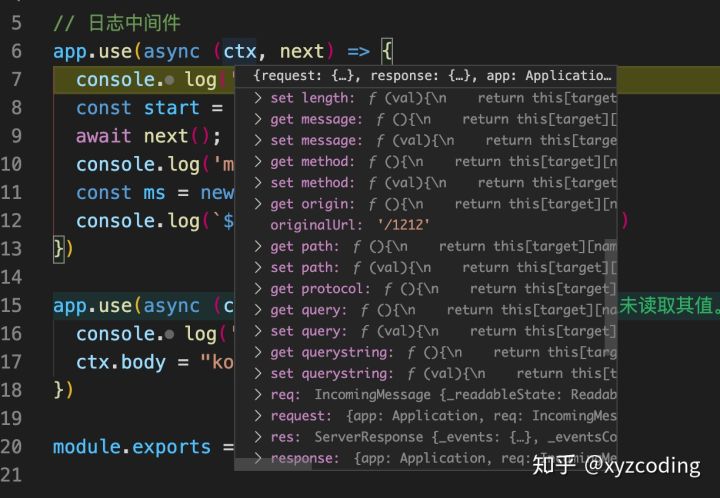 5 // 日志中间件
6 app.use(async (ctx, next) => {
7 console. log('
{request: {…}, response: {…}, app: Applicatio…
8 const start =
> set length: ƒ (val){\n    return this[target
9 await next();
> get message: ƒ (){\n    return this[target][
> set message: ƒ (val){\n    return this[targe
10 console.log('m
> get method: ƒ (){\n    return this[target][n
11 const ms = new
> set method: ƒ (val){\n    return this[target
12 console.log(`$
> get origin: ƒ (){\n    return this[target][n
originalUrl: '/1212'
)
13 })
> get path: ƒ (){\n    return this[target][nam
14
> set path: ƒ (val){\n    return this[target][
> get protocol: ƒ (){\n    return this[target]
15 app.use(async (c
> get query: ƒ (){\n    return this[target][na
未读取其值。
16 console. log('
> set query: ƒ (val){\n    return this[target]
17 ctx.body = "ko
> get querystring: ƒ (){\n    return this[targ
18 })
> set querystring: ƒ (val){\n    return this[t
> req: IncomingMessage {_readableState: Readab
19
> request: {app: Application, req: IncomingMes
20 module.exports =
> res: ServerResponse {_events: {…}, _eventsCo
> response: {app: Application, req: IncomingMe
21
知乎 @xyzcoding